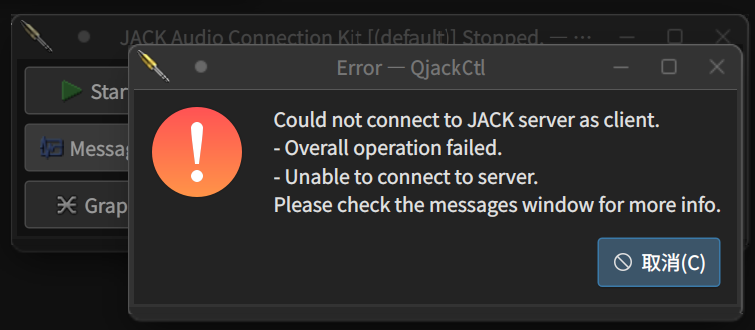 JACK Audio Connection Kit [(default)] Stopped. — ...
Error — QjackCtl
Star
Messag
Grap
Could not connect to JACK server as client.
- Overall operation failed.
- Unable to connect to server.
Please check the messages window for more info.
取消(C)